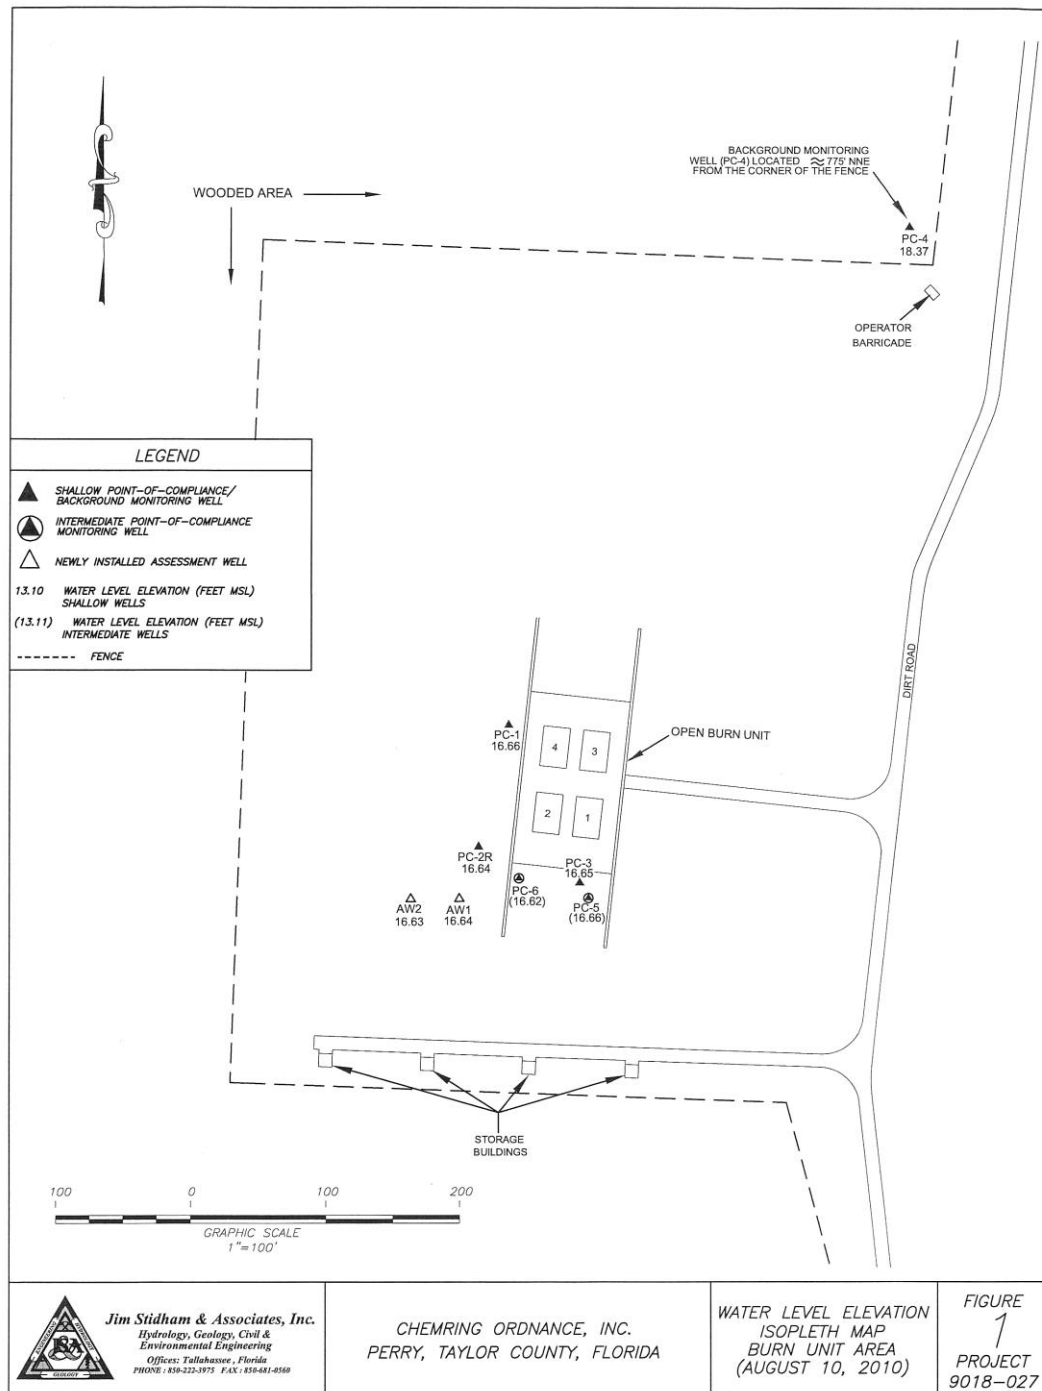 BACKGROUND MONITORING
WELL (PC-4) LOCATED ≈ 775' NNE
FROM THE CORNER OF THE FENCE
WOODED AREA
PC-4
18.37
OPERATOR
BARRICADE
LEGEND
SHALLOW POINT-OF-COMPLIANCE/
BACKGROUND MONITORING WELL
INTERMEDIATE POINT-OF-COMPLIANCE
MONITORING WELL
NEWLY INSTALLED ASSESSMENT WELL
13.10 WATER LEVEL ELEVATION (FEET MSL)
SHALLOW WELLS
(13.11) WATER LEVEL ELEVATION (FEET MSL)
INTERMEDIATE WELLS
FENCE
DIRT ROAD
PC-1
16.66
OPEN BURN UNIT
4
3
2
1
PC-2R
16.64
PC-3
16.65
PC-6
(16.62)
PC-5
(16.66)
AW2
16.63
AW1
16.64
STORAGE
BUILDINGS
100 0 100 200
GRAPHIC SCALE
1"=100'
ENGINEERING
HYDROLOGY
JS&A
GEOLOGY
Jim Stidham & Associates, Inc.
Hydrology, Geology, Civil &
Environmental Engineering
Offices: Tallahassee, Florida
PHONE : 850-222-3975 FAX : 850-681-0560
CHEMRING ORDNANCE, INC.
PERRY, TAYLOR COUNTY, FLORIDA
WATER LEVEL ELEVATION
ISOPLETH MAP
BURN UNIT AREA
(AUGUST 10, 2010)
FIGURE
1
PROJECT
9018-027